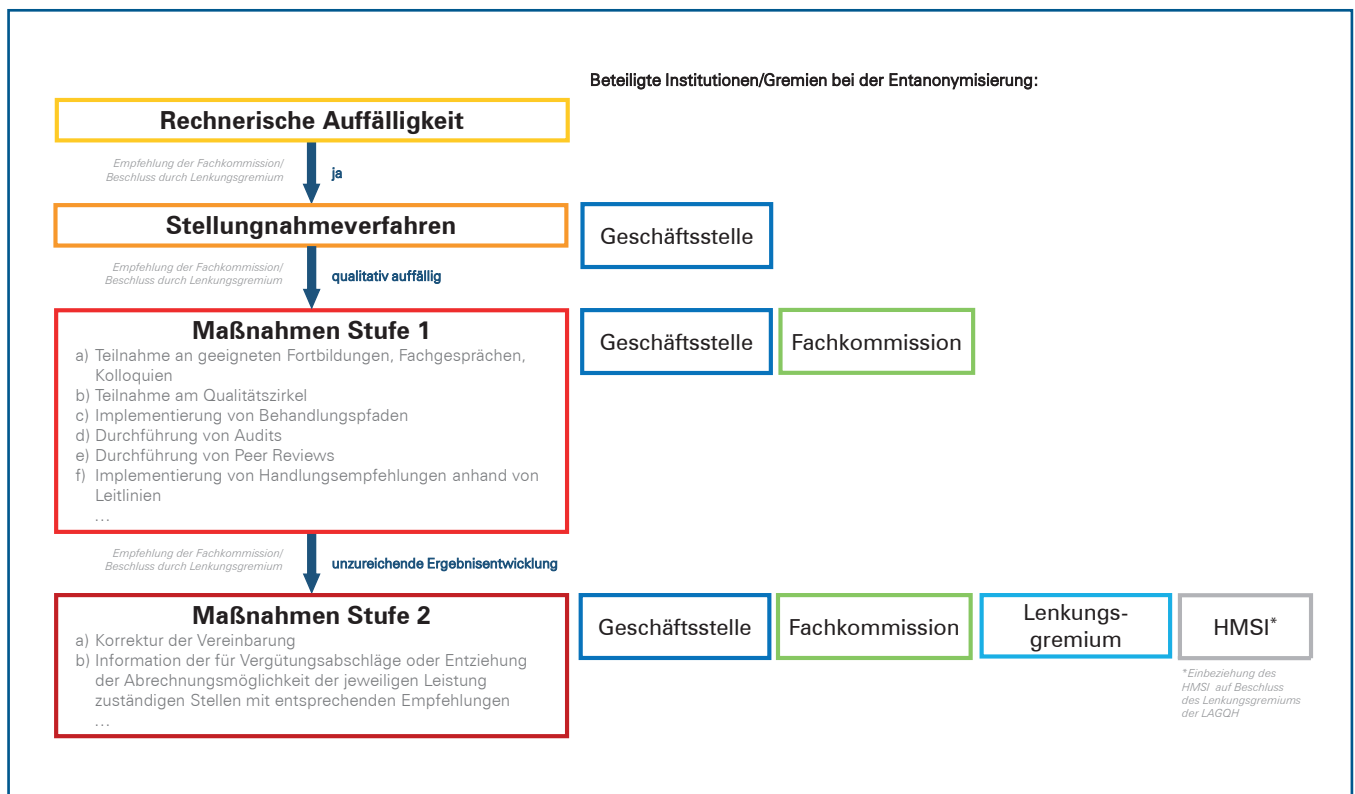 Beteiligte Institutionen/Gremien bei der Entanonymisierung:
Rechnerische Auffälligkeit
Empfehlung der Fachkommission/
Beschluss durch Lenkungsgremium
ja
Stellungnahmeverfahren
Geschäftsstelle
Empfehlung der Fachkommission/
Beschluss durch Lenkungsgremium
qualitativ auffällig
Maßnahmen Stufe 1
a) Teilnahme an geeigneten Fortbildungen, Fachgesprächen,
Kolloquien
b) Teilnahme am Qualitätszirkel
c) Implementierung von Behandlungspfaden
d) Durchführung von Audits
e) Durchführung von Peer Reviews
f) Implementierung von Handlungsempfehlungen anhand von
Leitlinien
…
Geschäftsstelle
Fachkommission
Empfehlung der Fachkommission/
Beschluss durch Lenkungsgremium
unzureichende Ergebnisentwicklung
Maßnahmen Stufe 2
a) Korrektur der Vereinbarung
b) Information der für Vergütungsabschläge oder Entziehung
der Abrechnungsmöglichkeit der jeweiligen Leistung
zuständigen Stellen mit entsprechenden Empfehlungen
…
Geschäftsstelle
Fachkommission
Lenkungs-
gremium
HMSI*
*Einbeziehung des
HMSI auf Beschluss
des Lenkungsgremiums
der LAGQH